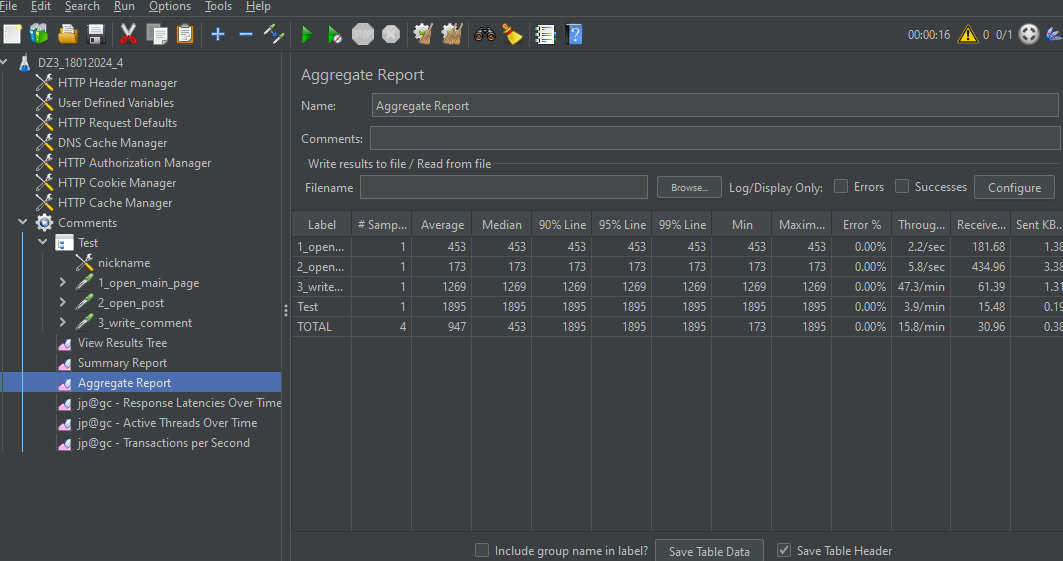 File Edit Search Run Options Tools Help
STOP 00:00:16 0 0/1
DZ3_18012024_4
HTTP Header manager
User Defined Variables
HTTP Request Defaults
DNS Cache Manager
HTTP Authorization Manager
HTTP Cookie Manager
HTTP Cache Manager
Comments
Test
nickname
1_open_main_page
2_open_post
3_write_comment
View Results Tree
Summary Report
Aggregate Report
jp@gc - Response Latencies Over Time
jp@gc - Active Threads Over Time
jp@gc - Transactions per Second
Aggregate Report
Name: Aggregate Report
Comments:
Write results to file / Read from file
Filename Browse... Log/Display Only: Errors Successes Configure
Label # Samp... Average Median 90% Line 95% Line 99% Line Min Maxim... Error % Throug... Receive... Sent KB...
1_open... 1 453 453 453 453 453 453 453 0.00% 2.2/sec 181.68 1.38
2_open... 1 173 173 173 173 173 173 173 0.00% 5.8/sec 434.96 3.38
3_write... 1 1269 1269 1269 1269 1269 1269 1269 0.00% 47.3/min 61.39 1.31
Test 1 1895 1895 1895 1895 1895 1895 1895 0.00% 3.9/min 15.48 0.19
TOTAL 4 947 453 1895 1895 1895 173 1895 0.00% 15.8/min 30.96 0.38
Include group name in label? Save Table Data Save Table Header